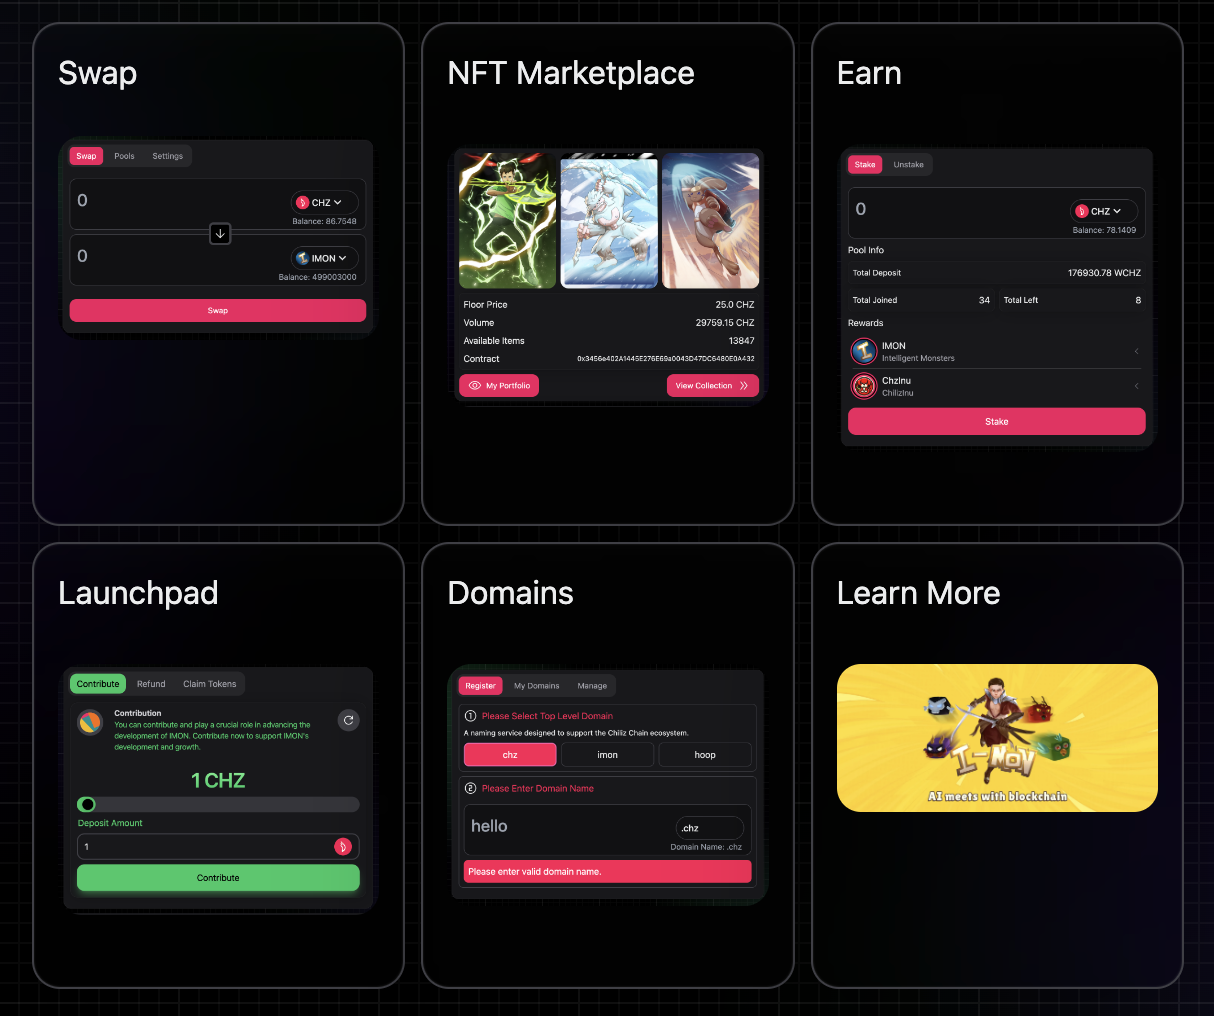 Swap
Swap Pools Settings
0
CHZ
Balance: 86.7548
0
IMON
Balance: 499003000
Swap
NFT Marketplace
Floor Price 25.0 CHZ
Volume 29759.15 CHZ
Available Items 13847
Contract 0x3456e402A1445E276E69a0043D47DC6480E0A432
My Portfolio View Collection
Earn
Stake Unstake
0
CHZ
Balance: 78.1409
Pool Info
Total Deposit 176930.78 WCHZ
Total Joined 34 Total Left 8
Rewards
IMON
Intelligent Monsters
ChzInu
ChilizInu
Stake
Launchpad
Contribute Refund Claim Tokens
Contribution
You can contribute and play a crucial role in advancing the
development of IMON. Contribute now to support IMON's
development and growth.
1 CHZ
Deposit Amount
1
Contribute
Domains
Register My Domains Manage
1 Please Select Top Level Domain
A naming service designed to support the Chiliz Chain ecosystem.
chz imon hoop
2 Please Enter Domain Name
hello
.chz
Domain Name: .chz
Please enter valid domain name.
Learn More
I-MON
AI meets with blockchain